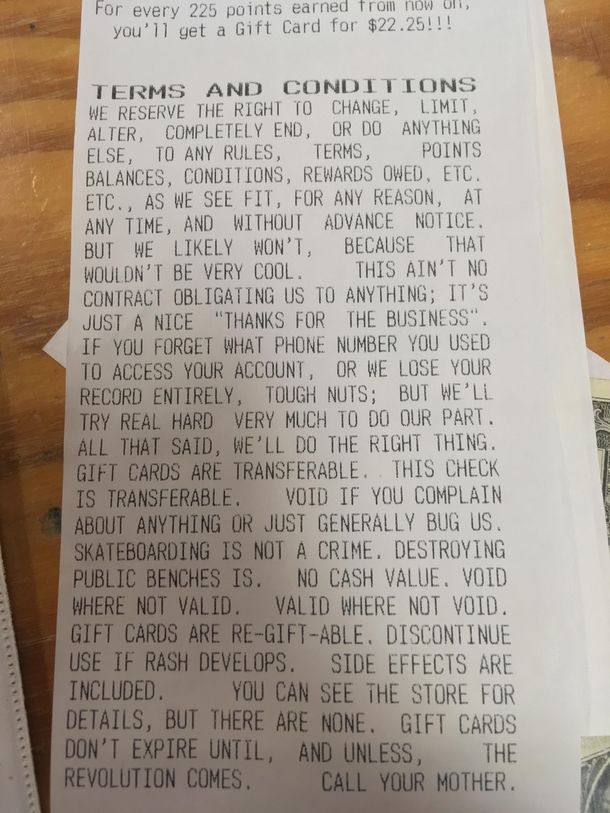 For every 225 points earned from now on,
you'll get a Gift Card for $22.25!!!
TERMS AND CONDITIONS
WE RESERVE THE RIGHT TO CHANGE, LIMIT,
ALTER, COMPLETELY END, OR DO ANYTHING
ELSE, TO ANY RULES, TERMS, POINTS
BALANCES, CONDITIONS, REWARDS OWED, ETC.
ETC., AS WE SEE FIT, FOR ANY REASON, AT
ANY TIME, AND WITHOUT ADVANCE NOTICE.
BUT WE LIKELY WON'T, BECAUSE THAT
WOULDN'T BE VERY COOL. THIS AIN'T NO
CONTRACT OBLIGATING US TO ANYTHING; IT'S
JUST A NICE "THANKS FOR THE BUSINESS".
IF YOU FORGET WHAT PHONE NUMBER YOU USED
TO ACCESS YOUR ACCOUNT, OR WE LOSE YOUR
RECORD ENTIRELY, TOUGH NUTS; BUT WE'LL
TRY REAL HARD VERY MUCH TO DO OUR PART.
ALL THAT SAID, WE'LL DO THE RIGHT THING.
GIFT CARDS ARE TRANSFERABLE. THIS CHECK
IS TRANSFERABLE. VOID IF YOU COMPLAIN
ABOUT ANYTHING OR JUST GENERALLY BUG US.
SKATEBOARDING IS NOT A CRIME. DESTROYING
PUBLIC BENCHES IS. NO CASH VALUE. VOID
WHERE NOT VALID. VALID WHERE NOT VOID.
GIFT CARDS ARE RE-GIFT-ABLE. DISCONTINUE
USE IF RASH DEVELOPS. SIDE EFFECTS ARE
INCLUDED. YOU CAN SEE THE STORE FOR
DETAILS, BUT THERE ARE NONE. GIFT CARDS
DON'T EXPIRE UNTIL, AND UNLESS, THE
REVOLUTION COMES. CALL YOUR MOTHER.